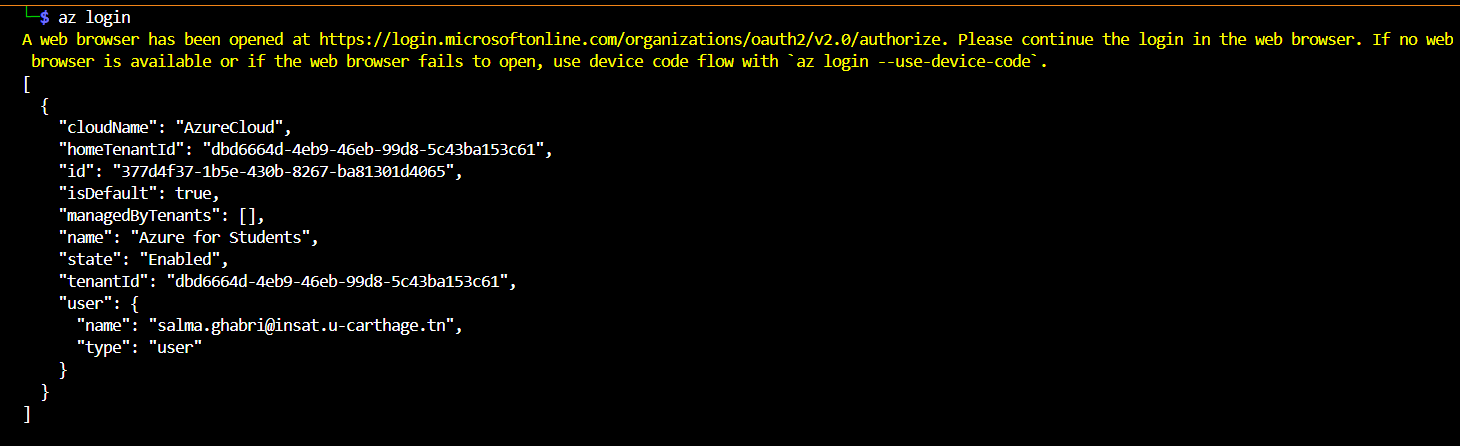 └─$ az login
A web browser has been opened at https://login.microsoftonline.com/organizations/oauth2/v2.0/authorize. Please continue the login in the web browser. If no web
browser is available or if the web browser fails to open, use device code flow with `az login --use-device-code`.
[
  {
    "cloudName": "AzureCloud",
    "homeTenantId": "dbd6664d-4eb9-46eb-99d8-5c43ba153c61",
    "id": "377d4f37-1b5e-430b-8267-ba81301d4065",
    "isDefault": true,
    "managedByTenants": [],
    "name": "Azure for Students",
    "state": "Enabled",
    "tenantId": "dbd6664d-4eb9-46eb-99d8-5c43ba153c61",
    "user": {
      "name": "salma.ghabri@insat.u-carthage.tn",
      "type": "user"
    }
  }
]